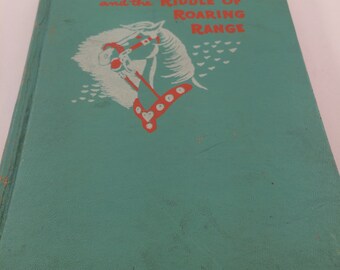 and the RIDDLE OF
ROARING
RANGE